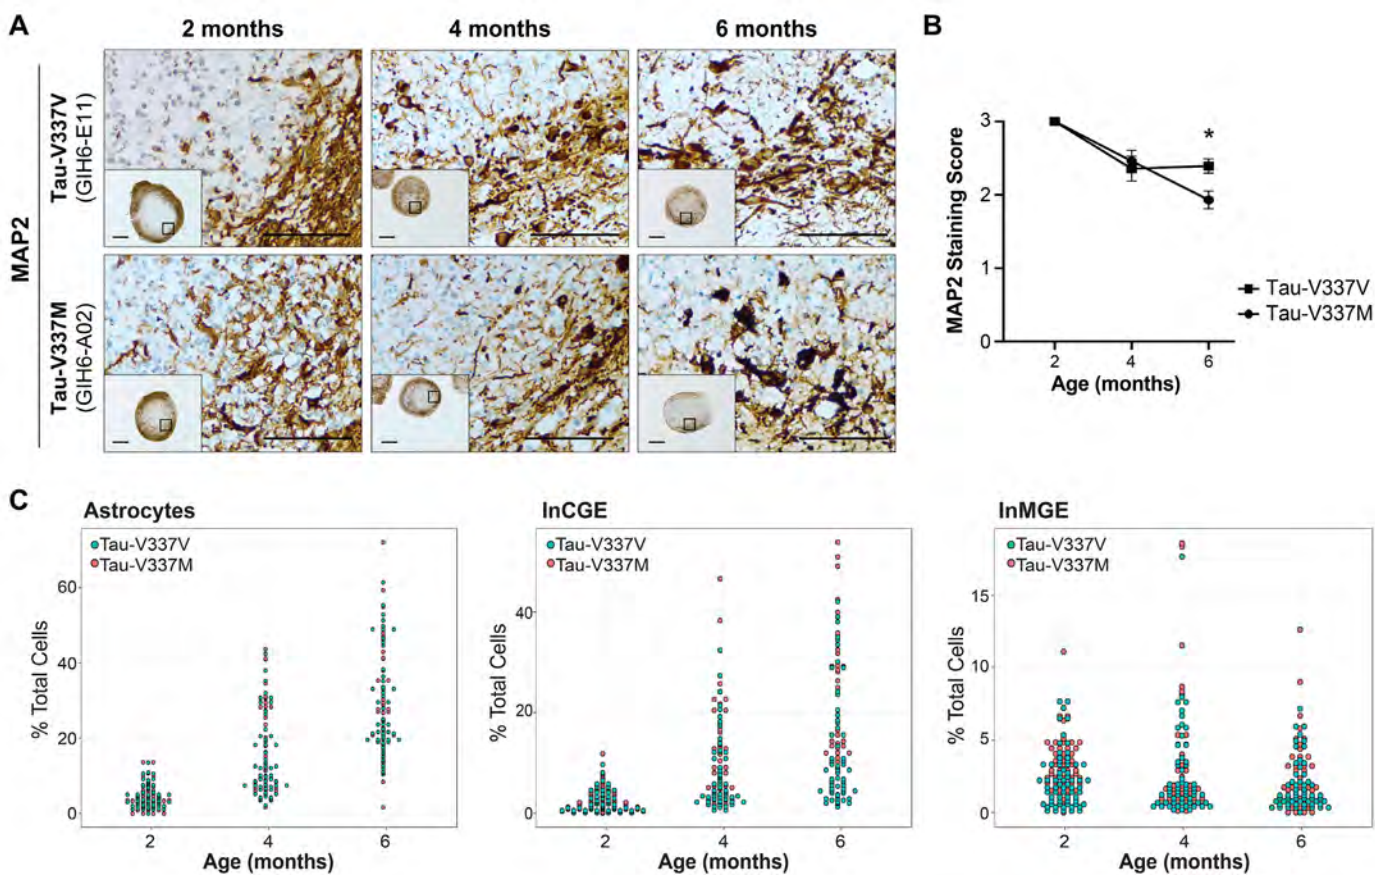 A
2 months
4 months
6 months
MAP2
Tau-V337V
(GIH6-E11)
Tau-V337M
(GIH6-A02)
B
MAP2 Staining Score
3
2
1
0
*
2
4
6
Age (months)
Tau-V337V
Tau-V337M
C
Astrocytes
Tau-V337V
Tau-V337M
% Total Cells
60
40
20
0
2
4
6
Age (months)
InCGE
Tau-V337V
Tau-V337M
% Total Cells
40
20
0
2
4
6
Age (months)
InMGE
Tau-V337V
Tau-V337M
% Total Cells
15
10
5
0
2
4
6
Age (months)